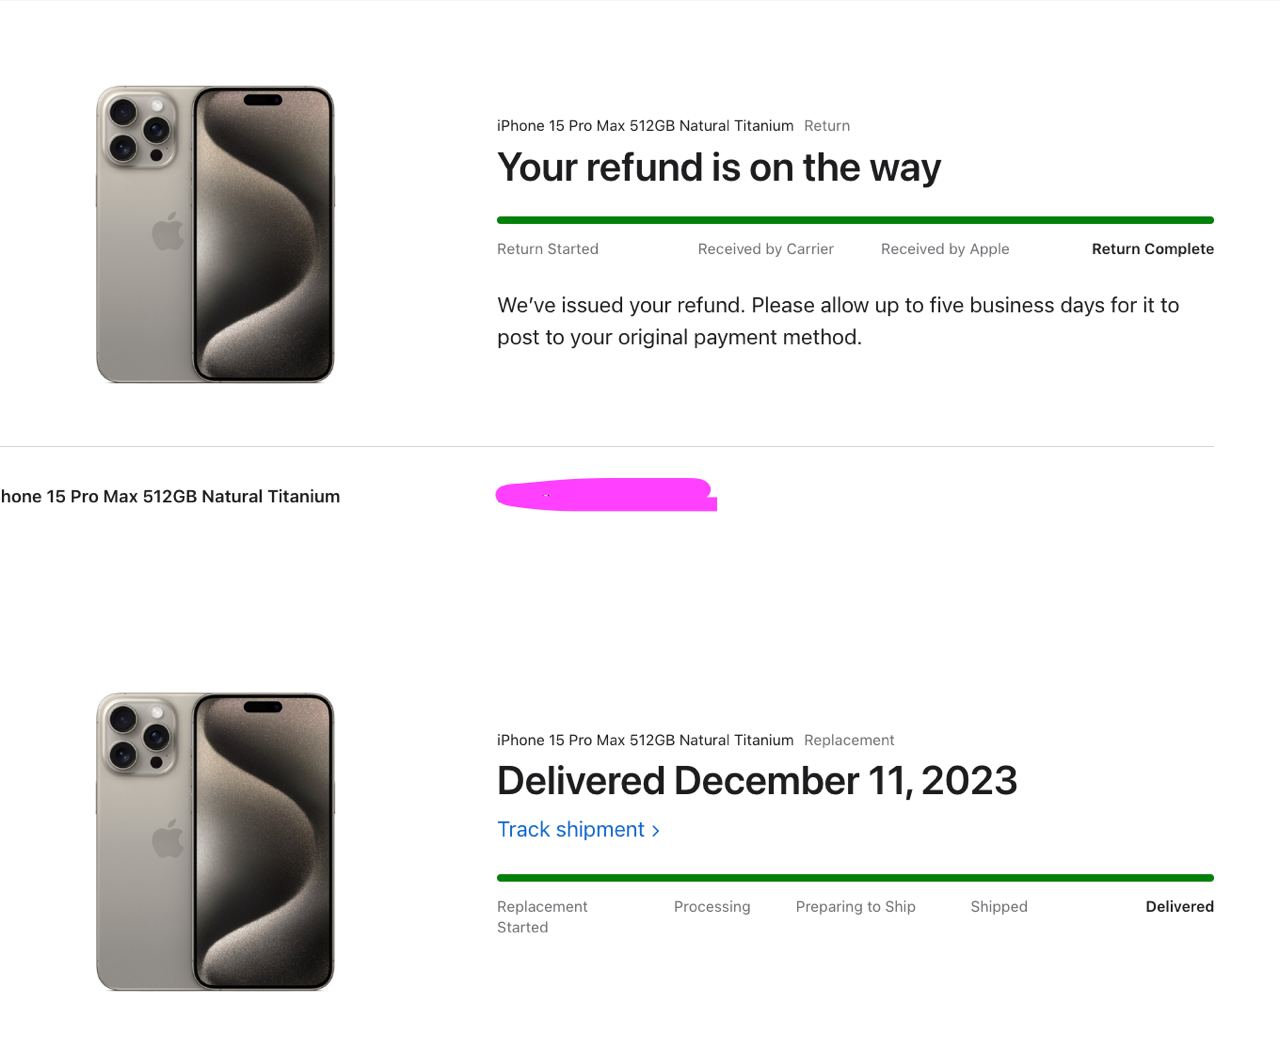 iPhone 15 Pro Max 512GB Natural Titanium Return
Your refund is on the way
Return Started Received by Carrier Received by Apple Return Complete
We’ve issued your refund. Please allow up to five business days for it to
post to your original payment method.
hone 15 Pro Max 512GB Natural Titanium
iPhone 15 Pro Max 512GB Natural Titanium Replacement
Delivered December 11, 2023
Track shipment >
Replacement Processing Preparing to Ship Shipped Delivered
Started